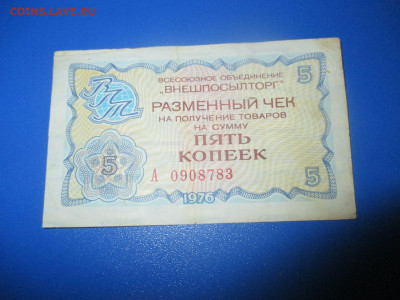 COINS.LAVE.RU
ВПТ
ВСЕСОЮЗНОЕ ОБЪЕДИНЕНИЕ
„ВНЕШПОСЫЛТОРГ"
5
РАЗМЕННЫЙ ЧЕК
НА ПОЛУЧЕНИЕ ТОВАРОВ
НА СУММУ
ПЯТЬ
КОПЕЕК
5
А 0908783
5
1976